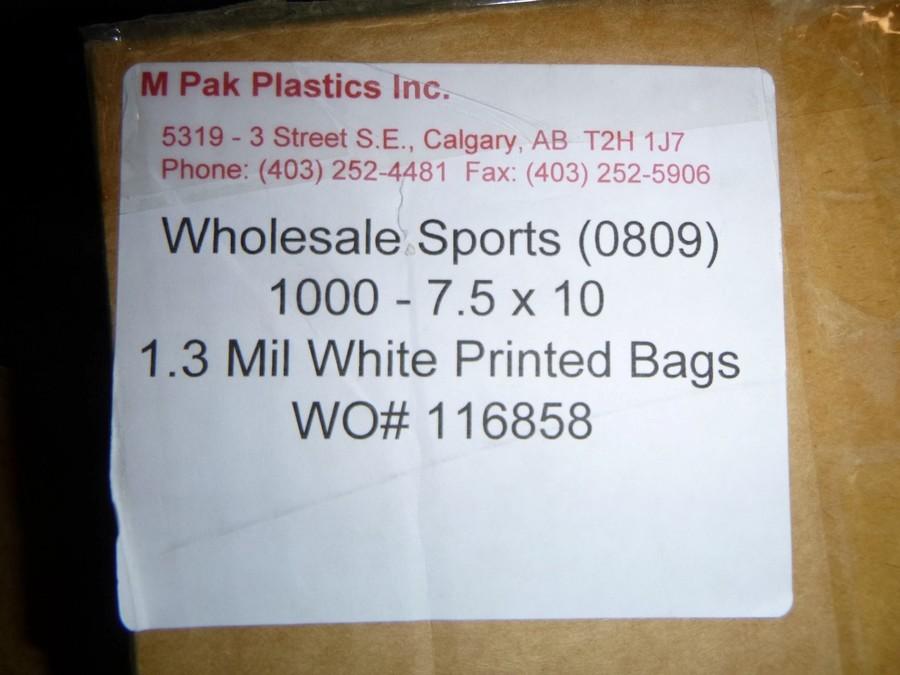 M Pak Plastics Inc.
5319 - 3 Street S.E., Calgary, AB T2H 1J7
Phone: (403) 252-4481 Fax: (403) 252-5906
Wholesale Sports (0809)
1000 - 7.5 x 10
1.3 Mil White Printed Bags
WO# 116858